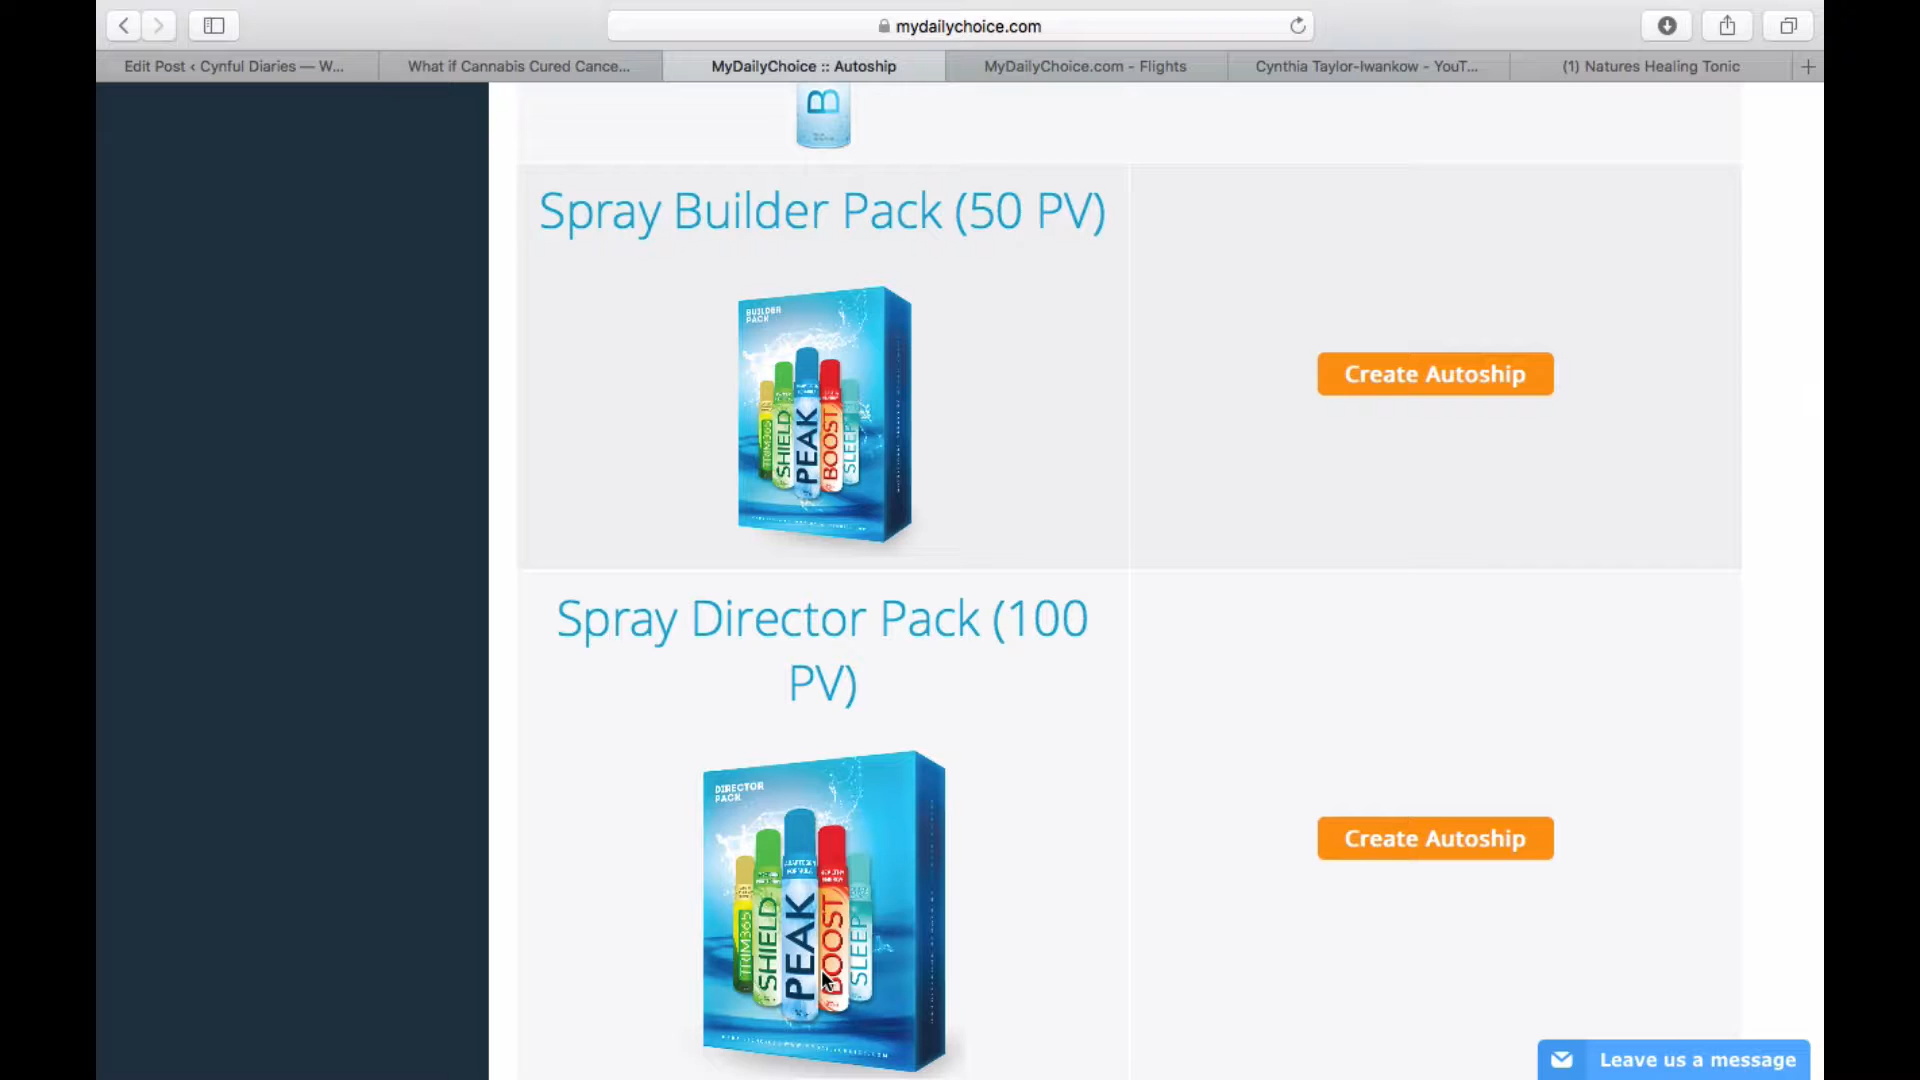 mydailychoice.com
Edit Post ‹ Cynful Diaries — W...
What if Cannabis Cured Cance...
MyDailyChoice :: Autoship
MyDailyChoice.com - Flights
Cynthia Taylor-Iwankow - YouT...
(1) Natures Healing Tonic
B
Spray Builder Pack (50 PV)
BUILDER
PACK
TRIM365
SHIELD
PEAK
BOOST
SLEEP
Create Autoship
Spray Director Pack (100
PV)
DIRECTOR
PACK
TRIM365
SHIELD
PEAK
BOOST
SLEEP
Create Autoship
Leave us a message